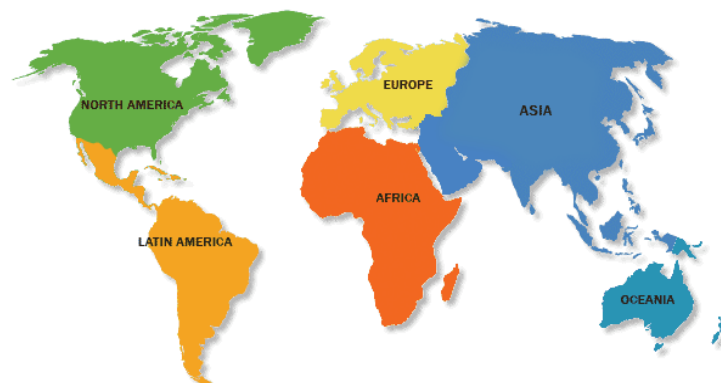 NORTH AMERICA
EUROPE
ASIA
AFRICA
LATIN AMERICA
OCEANIA